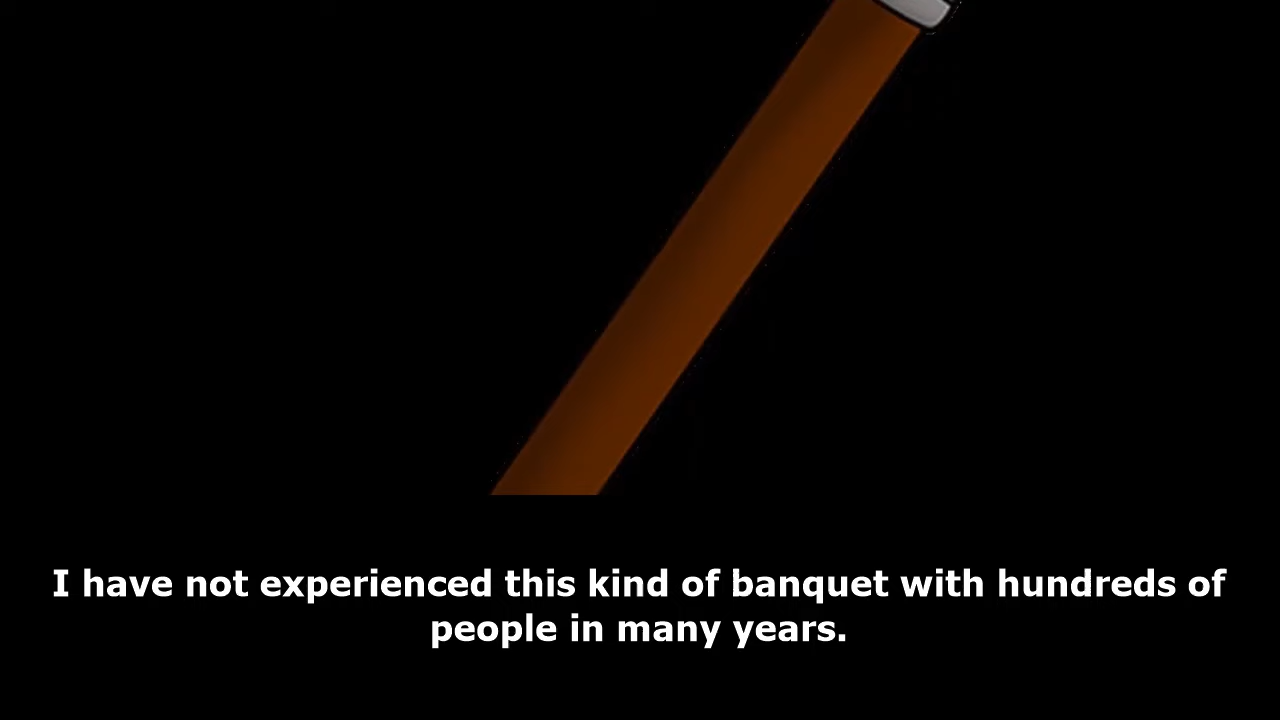 I have not experienced this kind of banquet with hundreds of
people in many years.